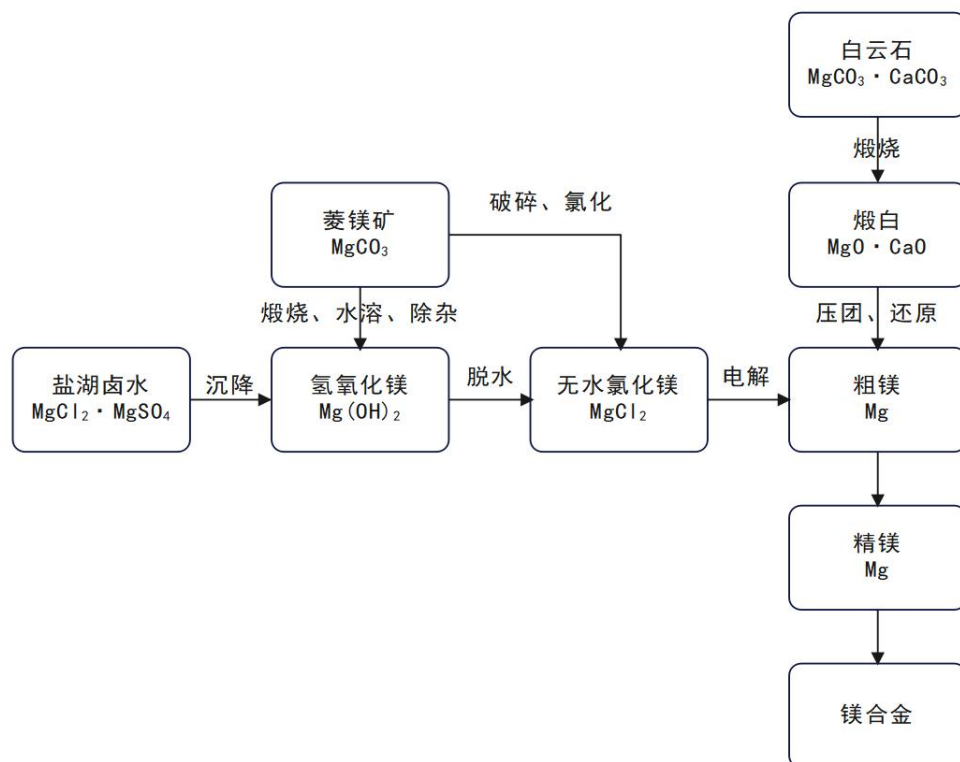 白云石
MgCO₃·CaCO₃
煅烧
菱镁矿
MgCO₃
破碎、氯化
煅白
MgO·CaO
煅烧、水溶、除杂
压团、还原
盐湖卤水
MgCl₂·MgSO₄
沉降
氢氧化镁
Mg(OH)₂
脱水
无水氯化镁
MgCl₂
电解
粗镁
Mg
精镁
Mg
镁合金